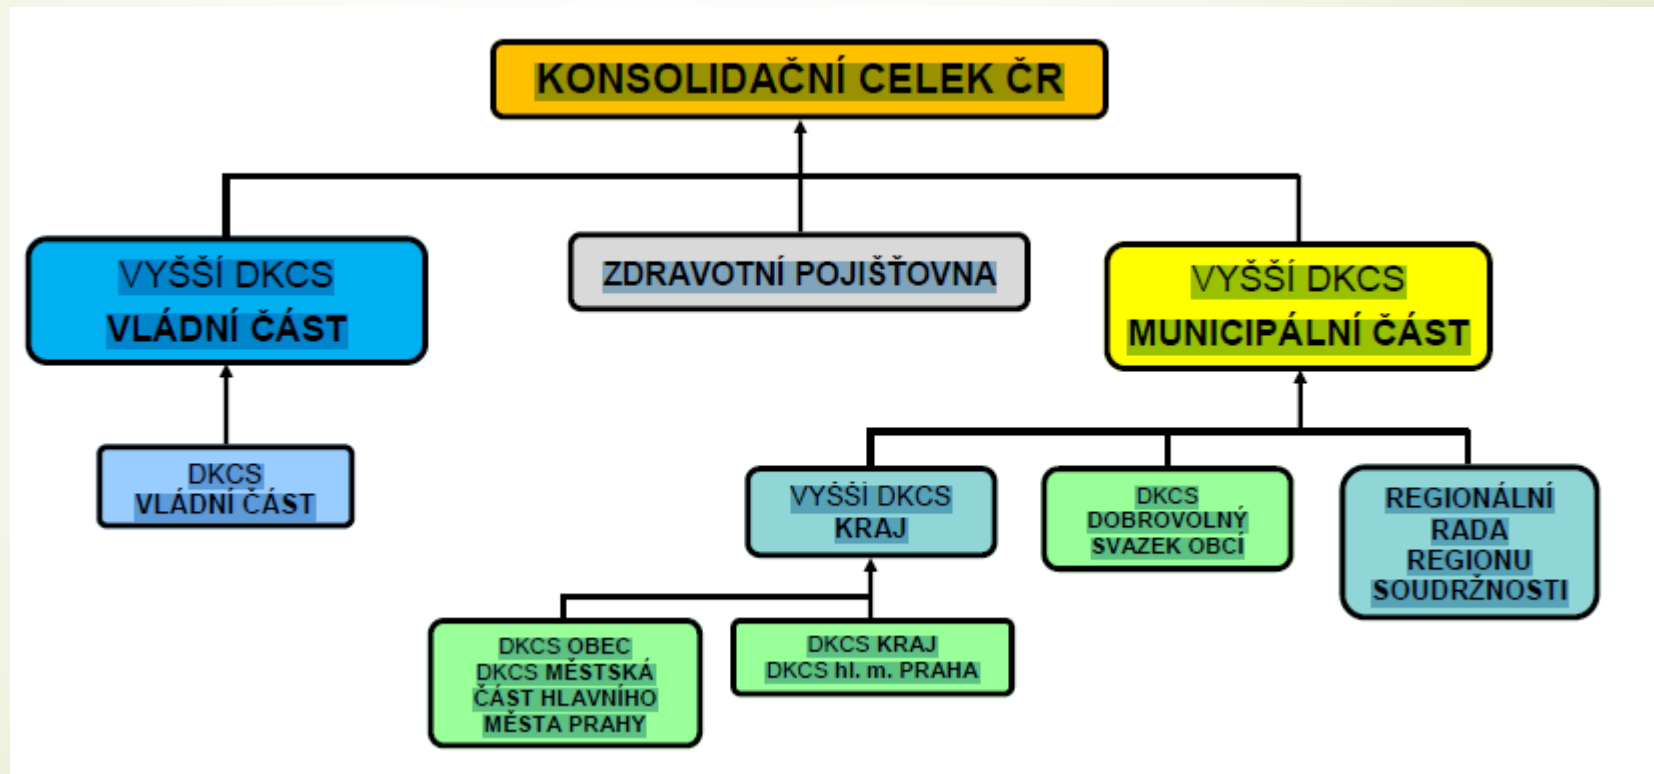 KONSOLIDAČNÍ CELEK ČR
VYŠŠÍ DKCS
VLÁDNÍ ČÁST
ZDRAVOTNÍ POJIŠŤOVNA
VYŠŠÍ DKCS
MUNICIPÁLNÍ ČÁST
DKCS
VLÁDNÍ ČÁST
VYŠŠÍ DKCS
KRAJ
DKCS
DOBROVOLNÝ
SVAZEK OBCÍ
REGIONÁLNÍ
RADA
REGIONU
SOUDRŽNOSTI
DKCS OBEC
DKCS MĚSTSKÁ
ČÁST HLAVNÍHO
MĚSTA PRAHY
DKCS KRAJ
DKCS hl. m. PRAHA